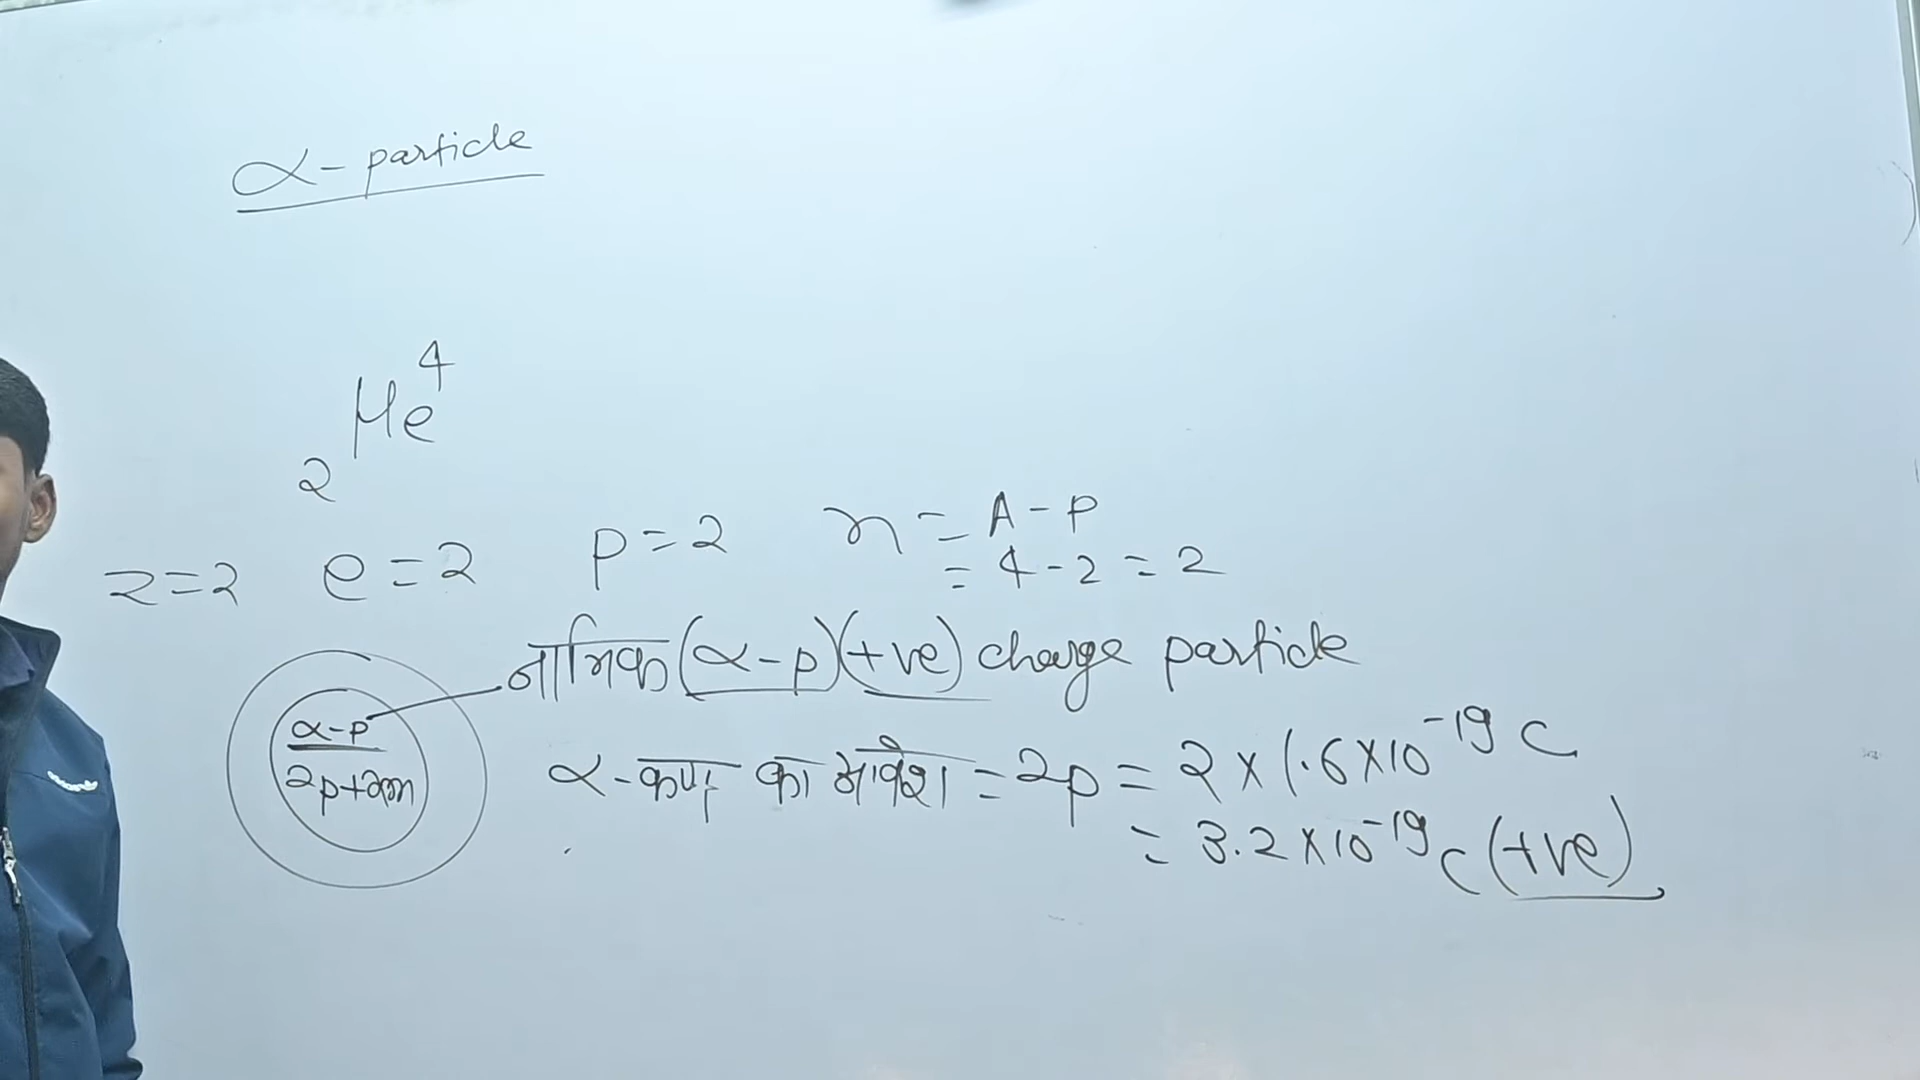 α - particle
₂He⁴
z=2 e=2 p=2 n = A-p
= 4-2 = 2
नाभिक (α-p) (+ve) charge particle
α-p
2p+2n
α-कण का आवेश = 2p = 2×1.6×10⁻¹⁹ C
= 3.2×10⁻¹⁹ C (+ve)